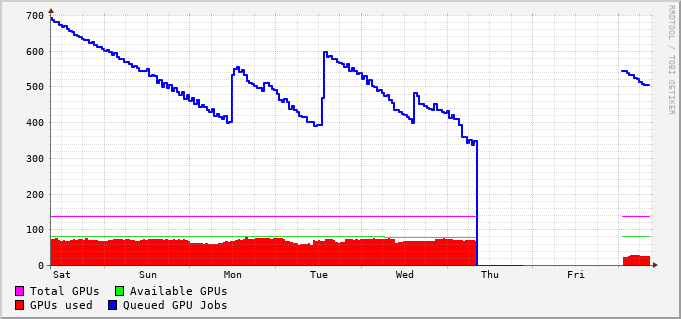 700
600
500
400
300
200
100
0
Sat Sun Mon Tue Wed Thu Fri
Total GPUs Available GPUs
GPUs used Queued GPU Jobs
RRDTOOL / TOBI OETIKER